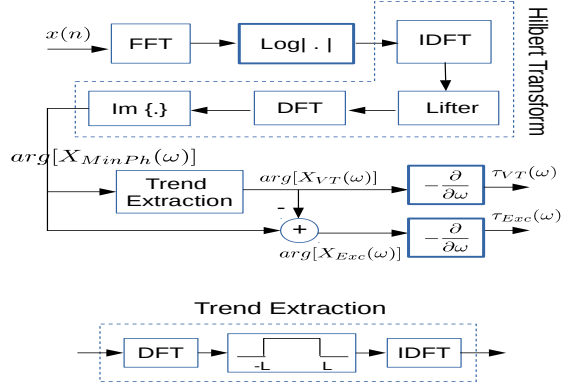 x(n)
FFT
Log| . |
IDFT
Hilbert Transform
Im {.}
DFT
Lifter
arg[X_{MinPh}(ω)]
Trend
Extraction
arg[X_{VT}(ω)]
−∂/∂ω
τ_{VT}(ω)
-
+
arg[X_{Exc}(ω)]
−∂/∂ω
τ_{Exc}(ω)
Trend Extraction
DFT
-L L
IDFT